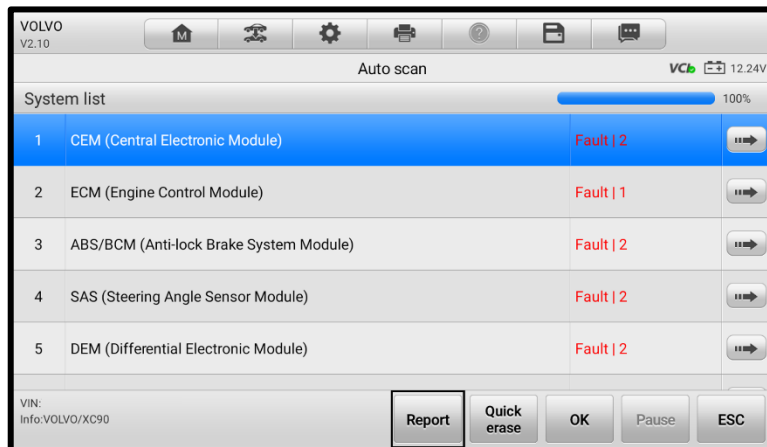 VOLVO
V2.10
M
?
Auto scan
VCI 12.24V
System list
100%
1 CEM (Central Electronic Module) Fault | 2
2 ECM (Engine Control Module) Fault | 1
3 ABS/BCM (Anti-lock Brake System Module) Fault | 2
4 SAS (Steering Angle Sensor Module) Fault | 2
5 DEM (Differential Electronic Module) Fault | 2
VIN:
Info:VOLVO/XC90
Report
Quick
erase
OK
Pause
ESC